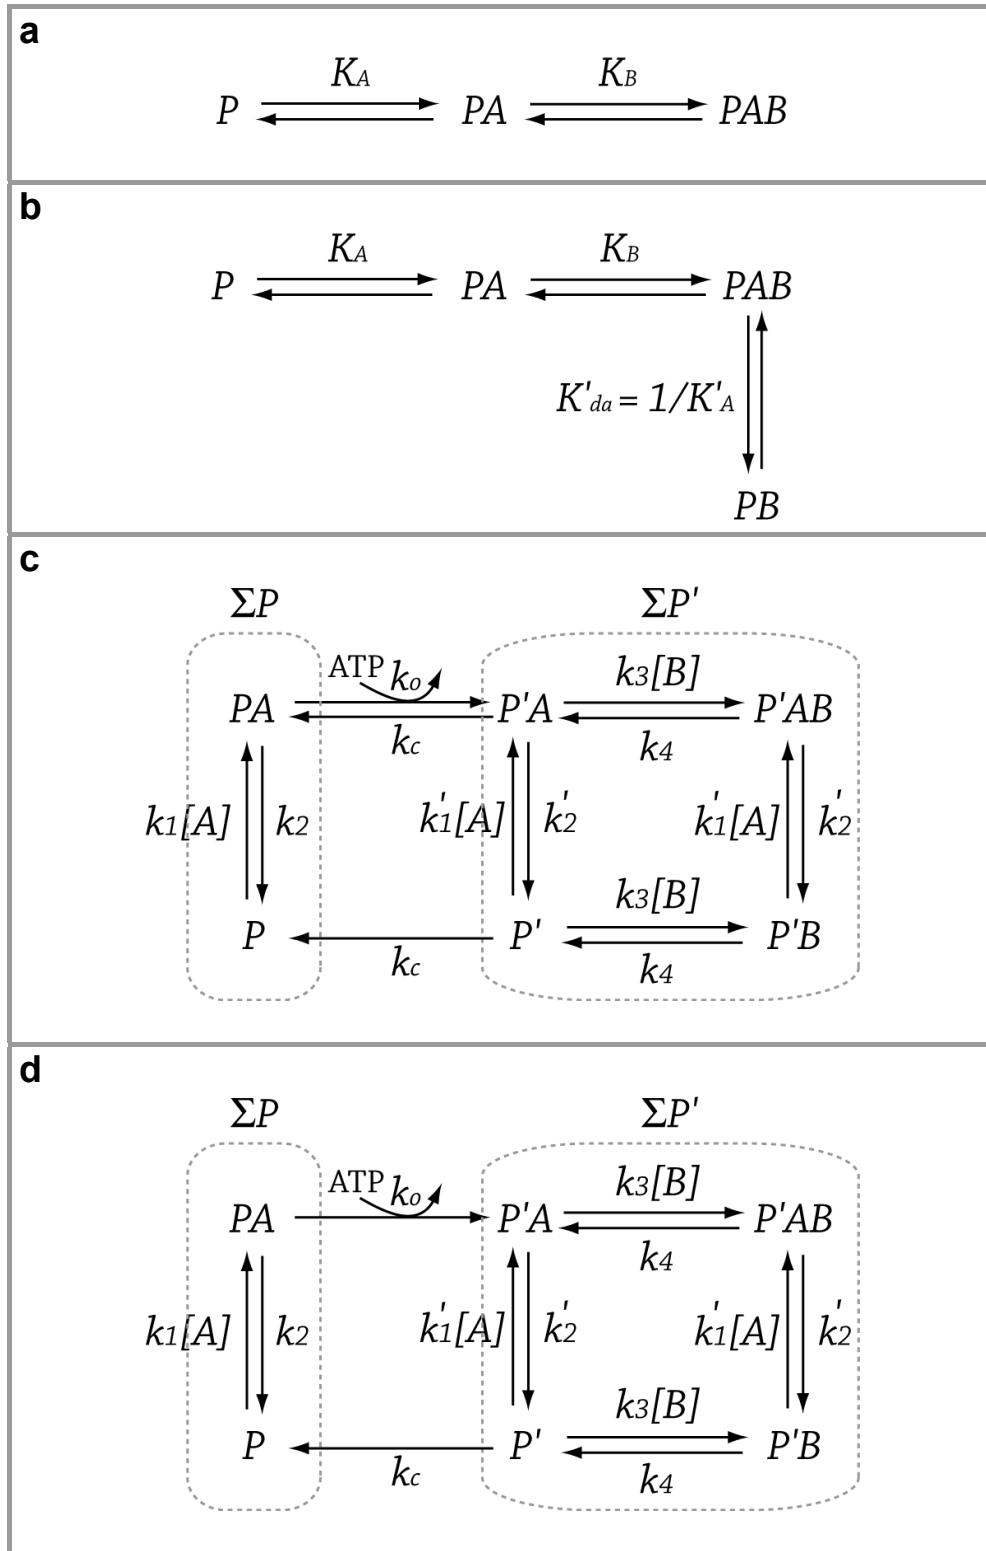 a
K_A K_B
P PA PAB
b
K_A K_B
P PA PAB
K'_da = 1/K'_A
PB
c
ΣP ΣP'
ATP k_o k_3[B]
PA P'A P'AB
k_c k_4
k_1[A] k_2 k'_1[A] k'_2 k'_1[A] k'_2
k_3[B]
P P' P'B
k_c k_4
d
ΣP ΣP'
ATP k_o k_3[B]
PA P'A P'AB
k_4
k_1[A] k_2 k'_1[A] k'_2 k'_1[A] k'_2
k_3[B]
P P' P'B
k_c k_4